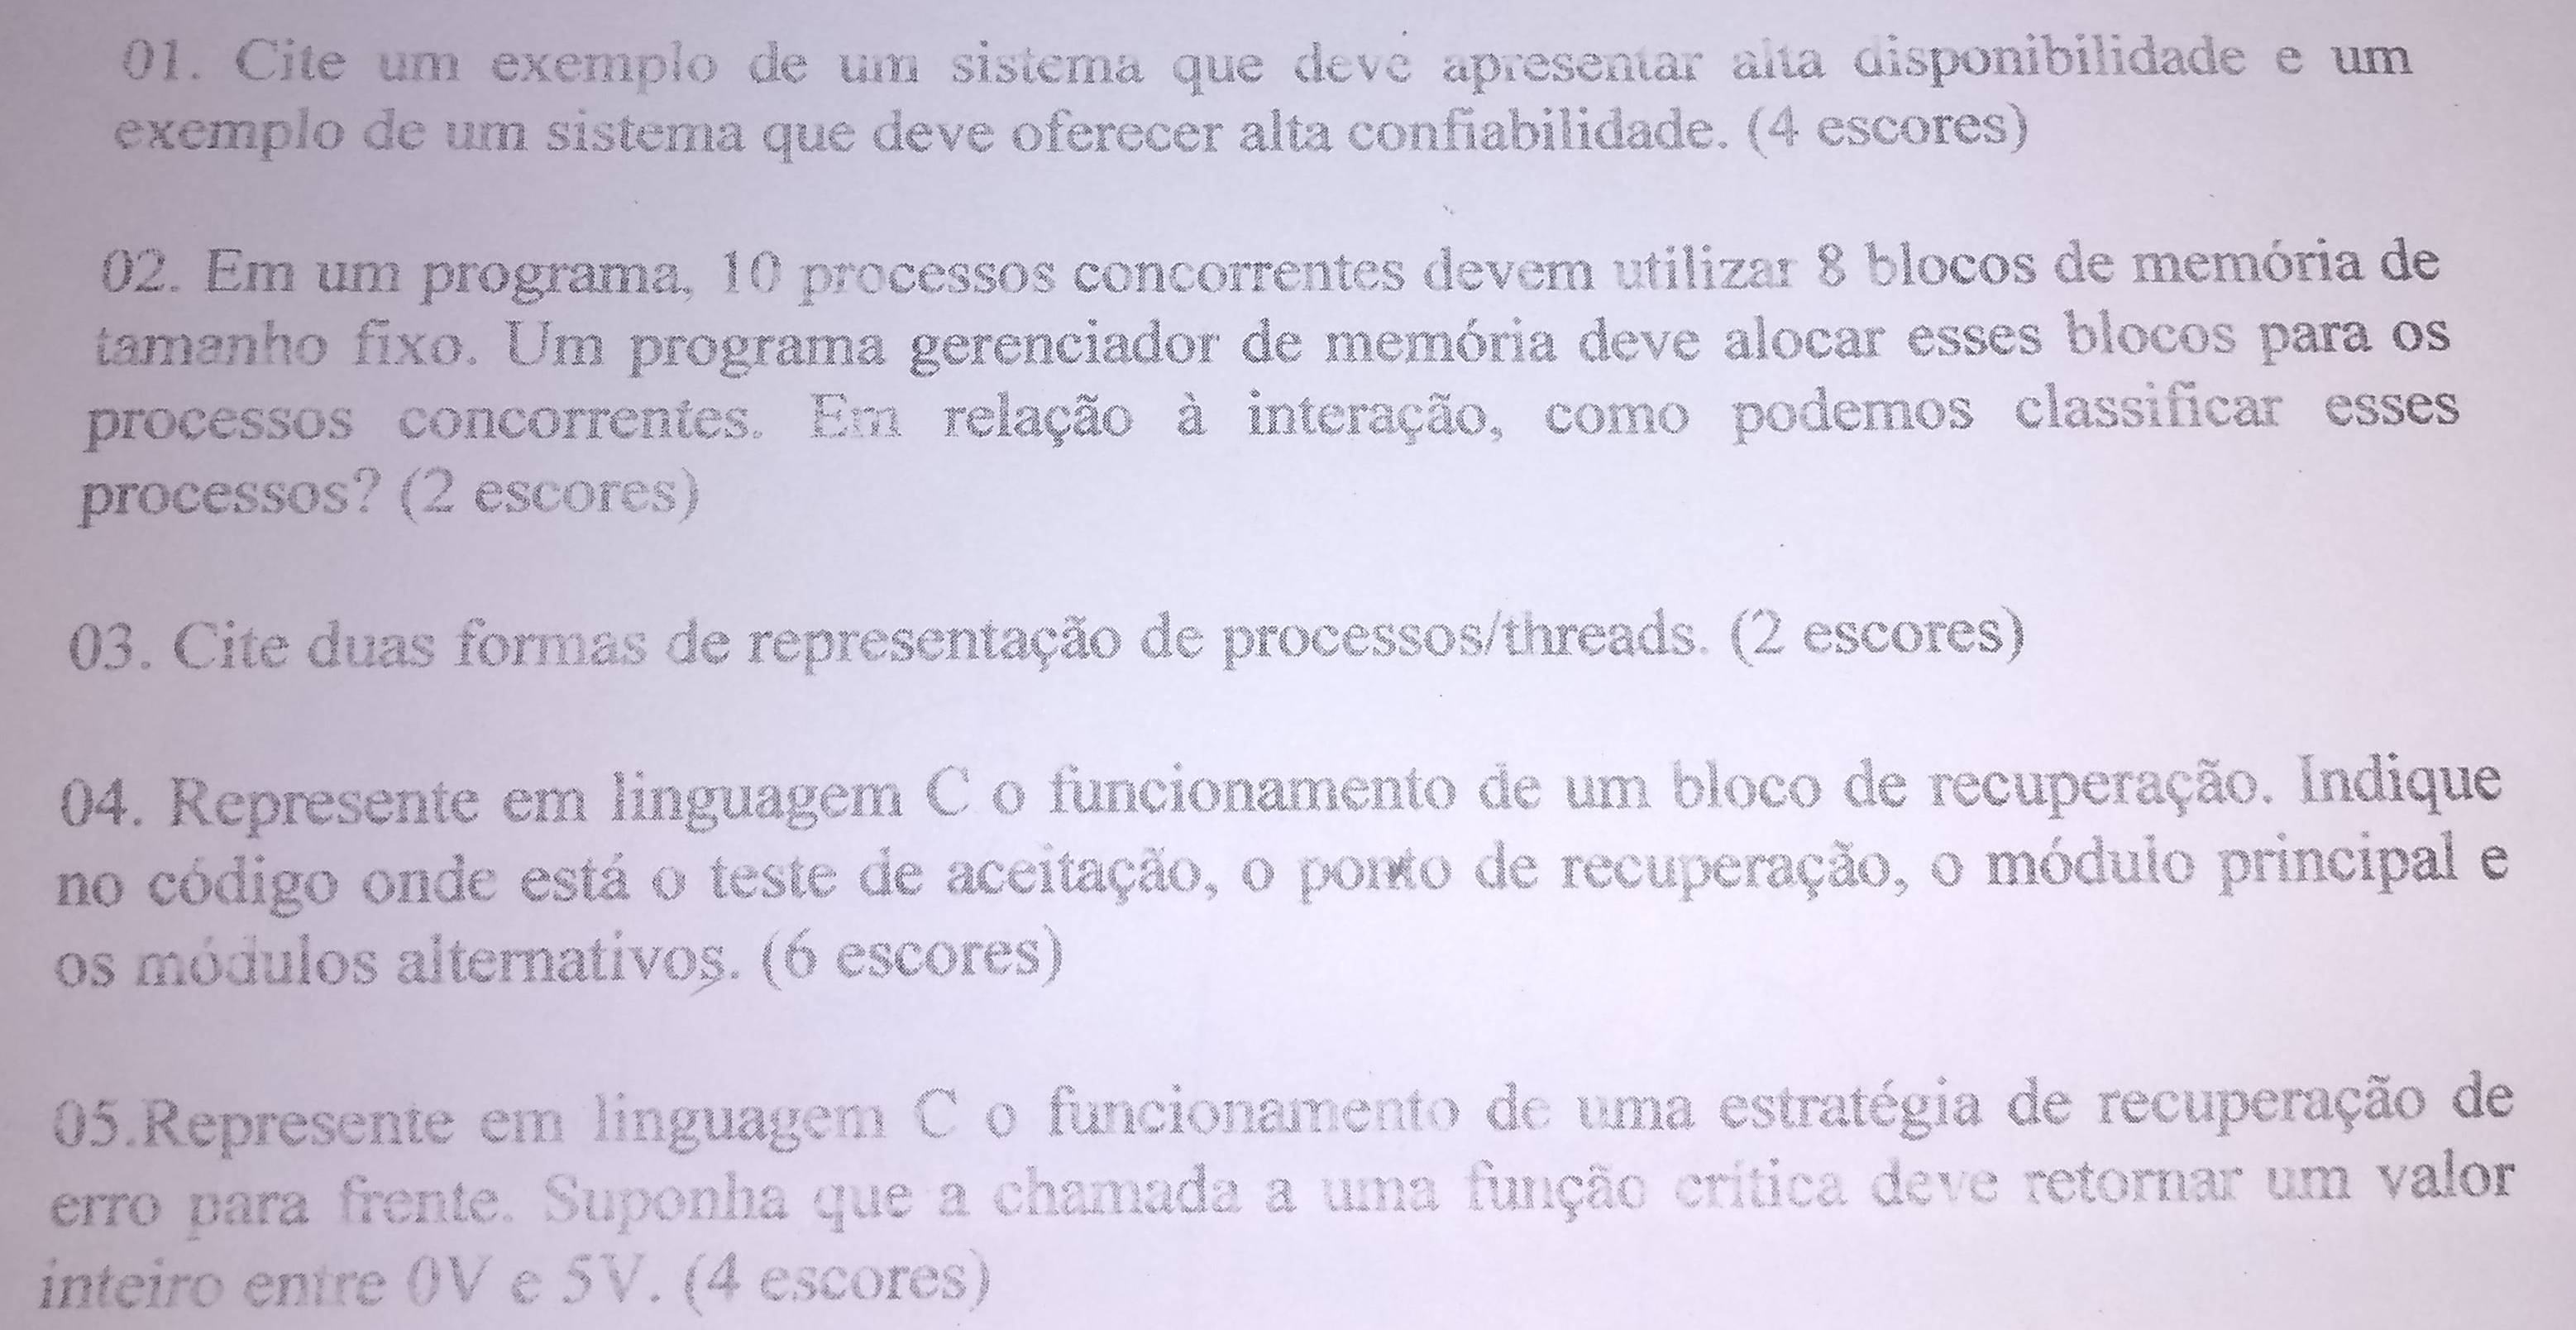 01. Cite um exemplo de um sistema que deve apresentar alta disponibilidade e um
exemplo de um sistema que deve oferecer alta confiabilidade. (4 escores)
02. Em um programa, 10 processos concorrentes devem utilizar 8 blocos de memória de
tamanho fixo. Um programa gerenciador de memória deve alocar esses blocos para os
processos concorrentes. Em relação à interação, como podemos classificar esses
processos? (2 escores)
03. Cite duas formas de representação de processos/threads. (2 escores)
04. Represente em linguagem C o funcionamento de um bloco de recuperação. Indique
no código onde está o teste de aceitação, o ponto de recuperação, o módulo principal e
os módulos alternativos. (6 escores)
05.Represente em linguagem C o funcionamento de uma estratégia de recuperação de
erro para frente. Suponha que a chamada a uma função crítica deve retornar um valor
inteiro entre 0V e 5V. (4 escores)